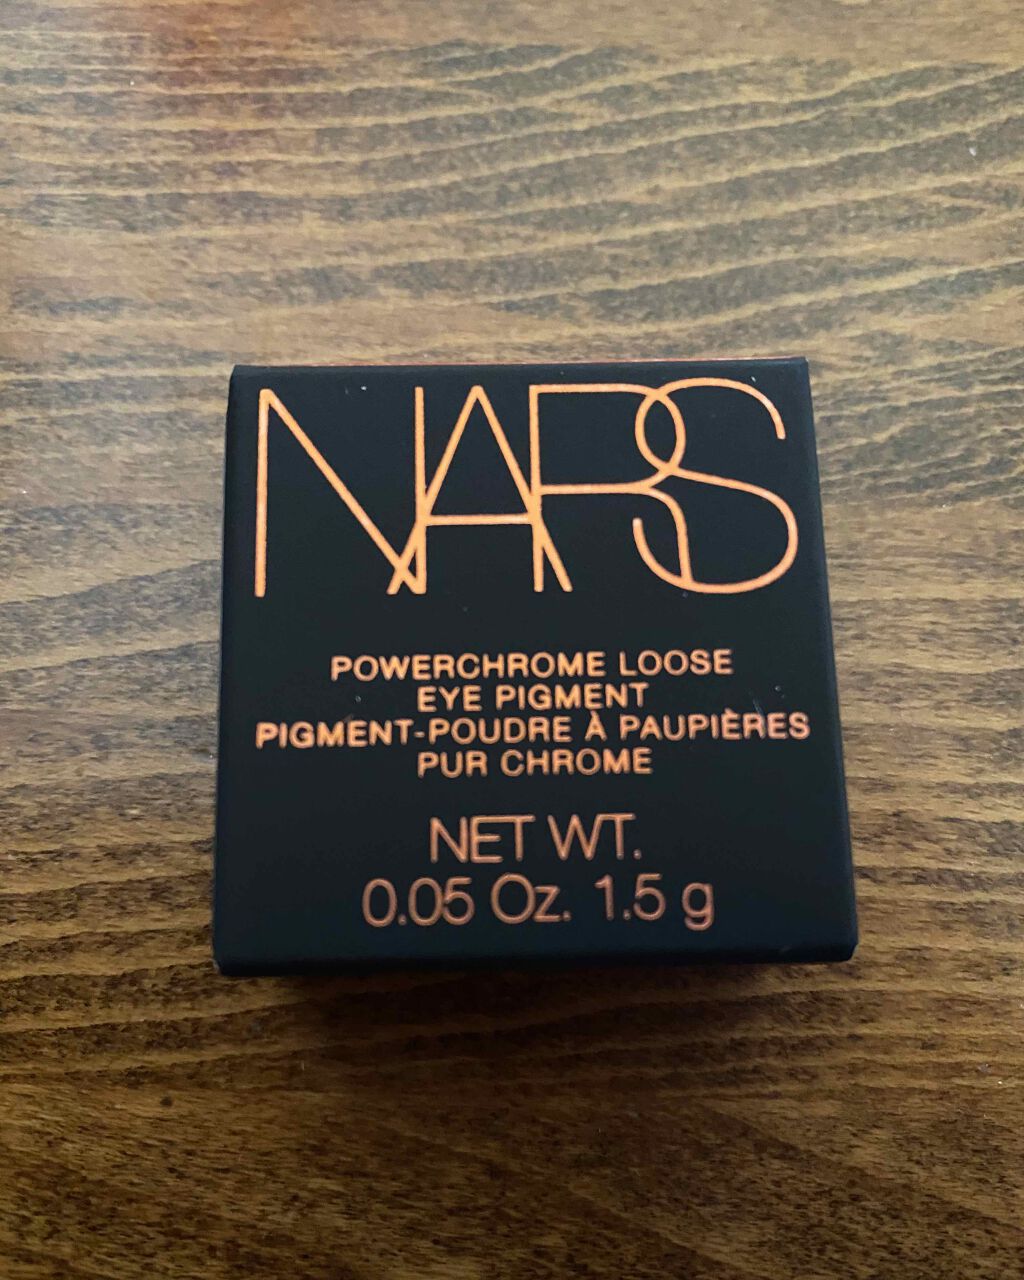 NARS
POWERCHROME LOOSE
EYE PIGMENT
PIGMENT-POUDRE À PAUPIÈRES
PUR CHROME
NET WT.
0.05 Oz. 1.5 g